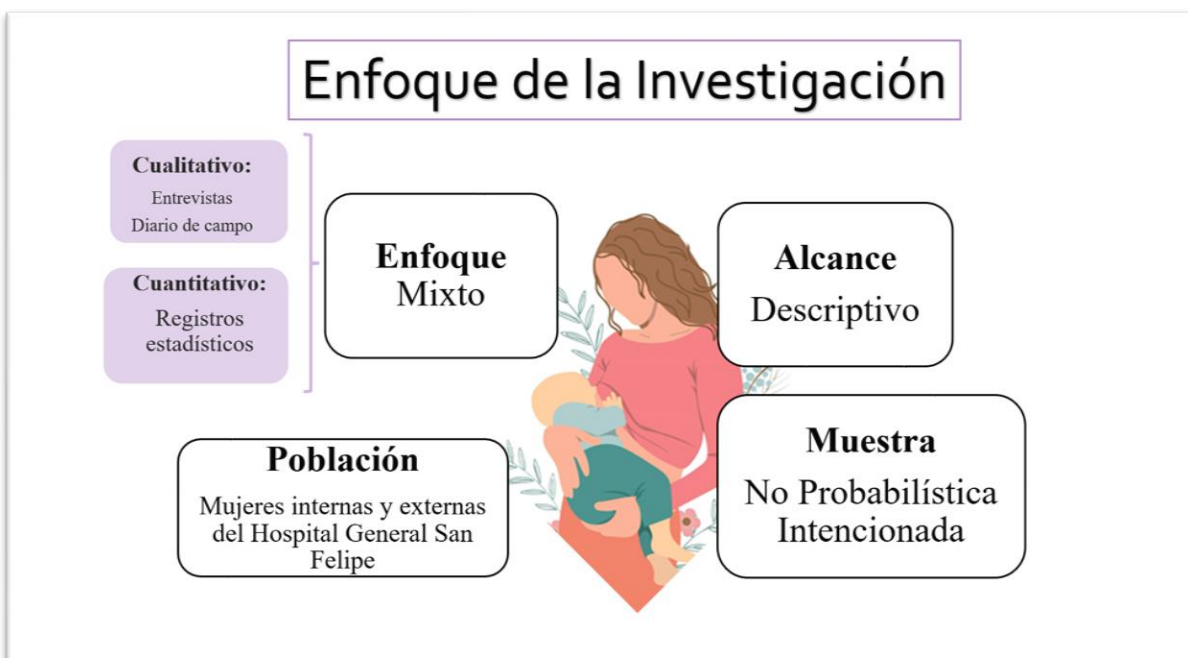 Enfoque de la Investigación
Cualitativo:
Entrevistas
Diario de campo
Cuantitativo:
Registros
estadísticos
Enfoque
Mixto
Alcance
Descriptivo
Población
Mujeres internas y externas
del Hospital General San
Felipe
Muestra
No Probabilística
Intencionada